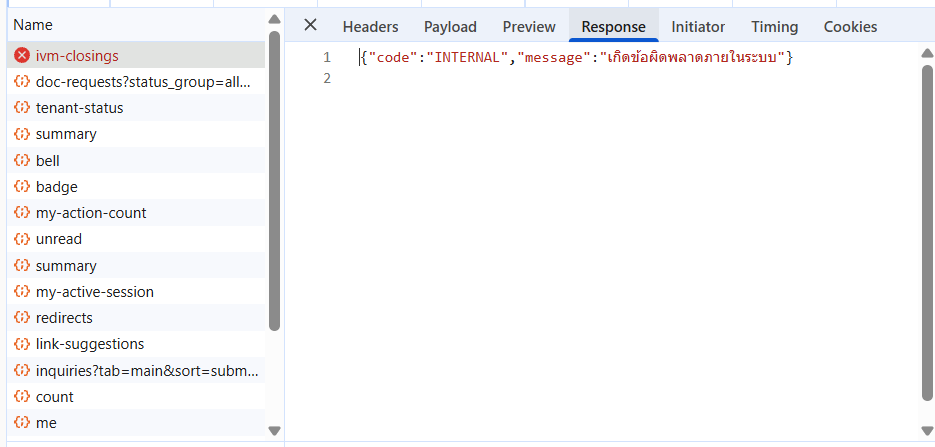 Name
ivm-closings
doc-requests?status_group=all...
tenant-status
summary
bell
badge
my-action-count
unread
summary
my-active-session
redirects
link-suggestions
inquiries?tab=main&sort=subm...
count
me
Headers Payload Preview Response Initiator Timing Cookies
1 {"code":"INTERNAL","message":"เกิดข้อผิดพลาดภายในระบบ"}
2